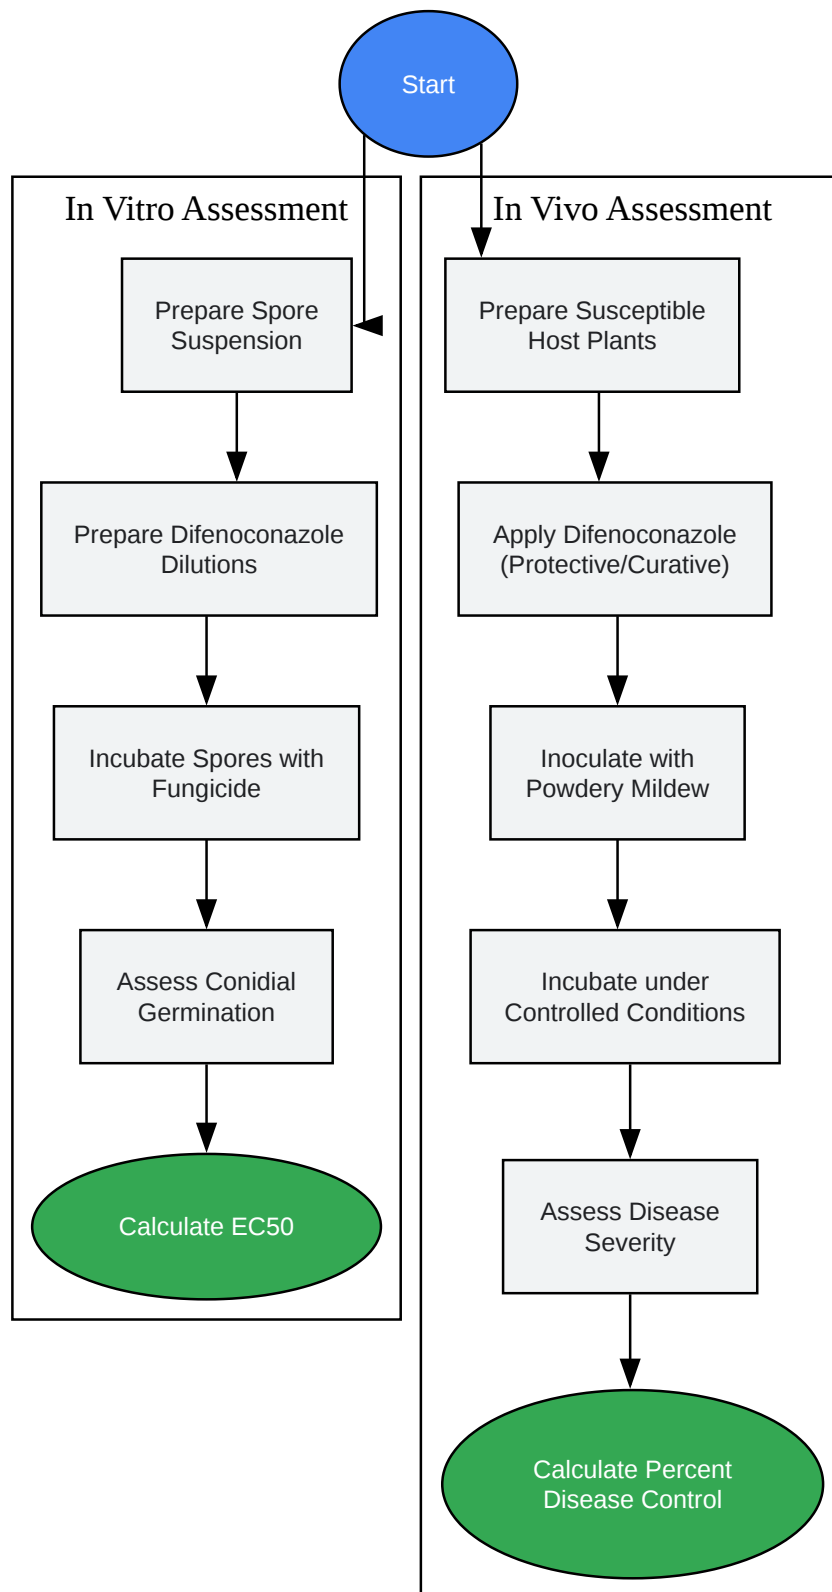 Start
In Vitro Assessment
Prepare Spore
Suspension
Prepare Difenoconazole
Dilutions
Incubate Spores with
Fungicide
Assess Conidial
Germination
Calculate EC50
In Vivo Assessment
Prepare Susceptible
Host Plants
Apply Difenoconazole
(Protective/Curative)
Inoculate with
Powdery Mildew
Incubate under
Controlled Conditions
Assess Disease
Severity
Calculate Percent
Disease Control